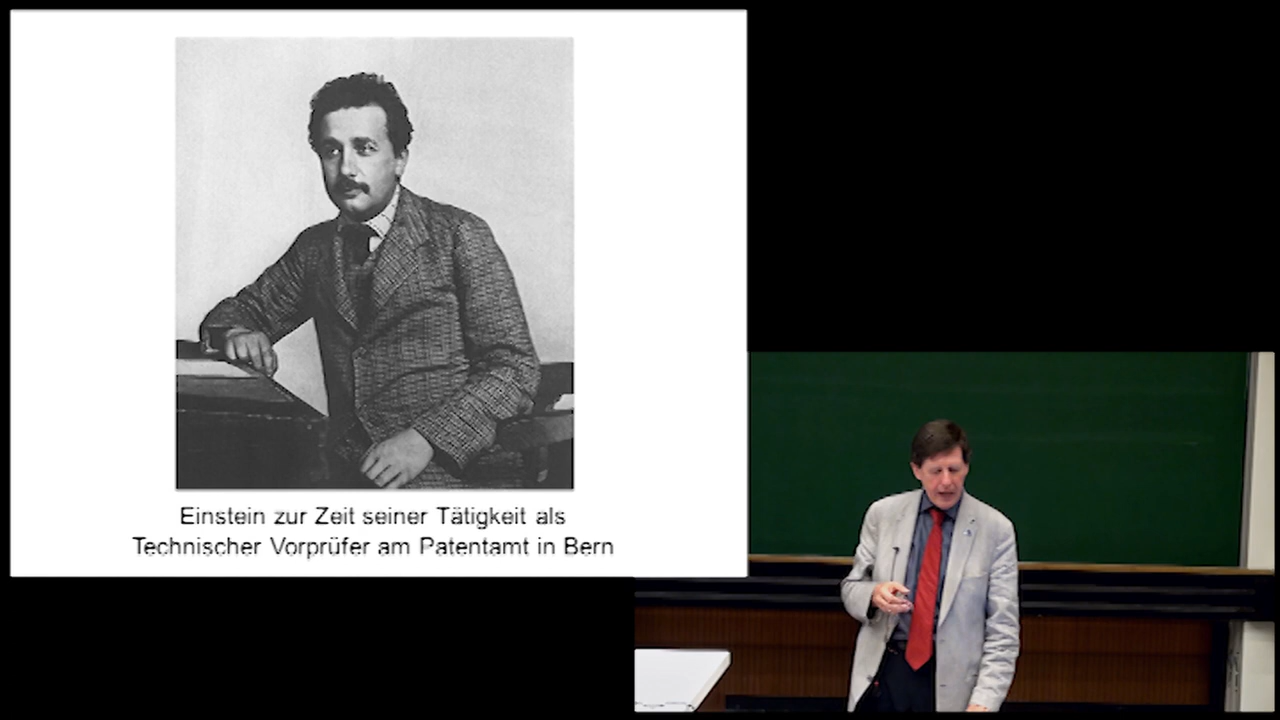 Einstein zur Zeit seiner Tätigkeit als
Technischer Vorprüfer am Patentamt in Bern